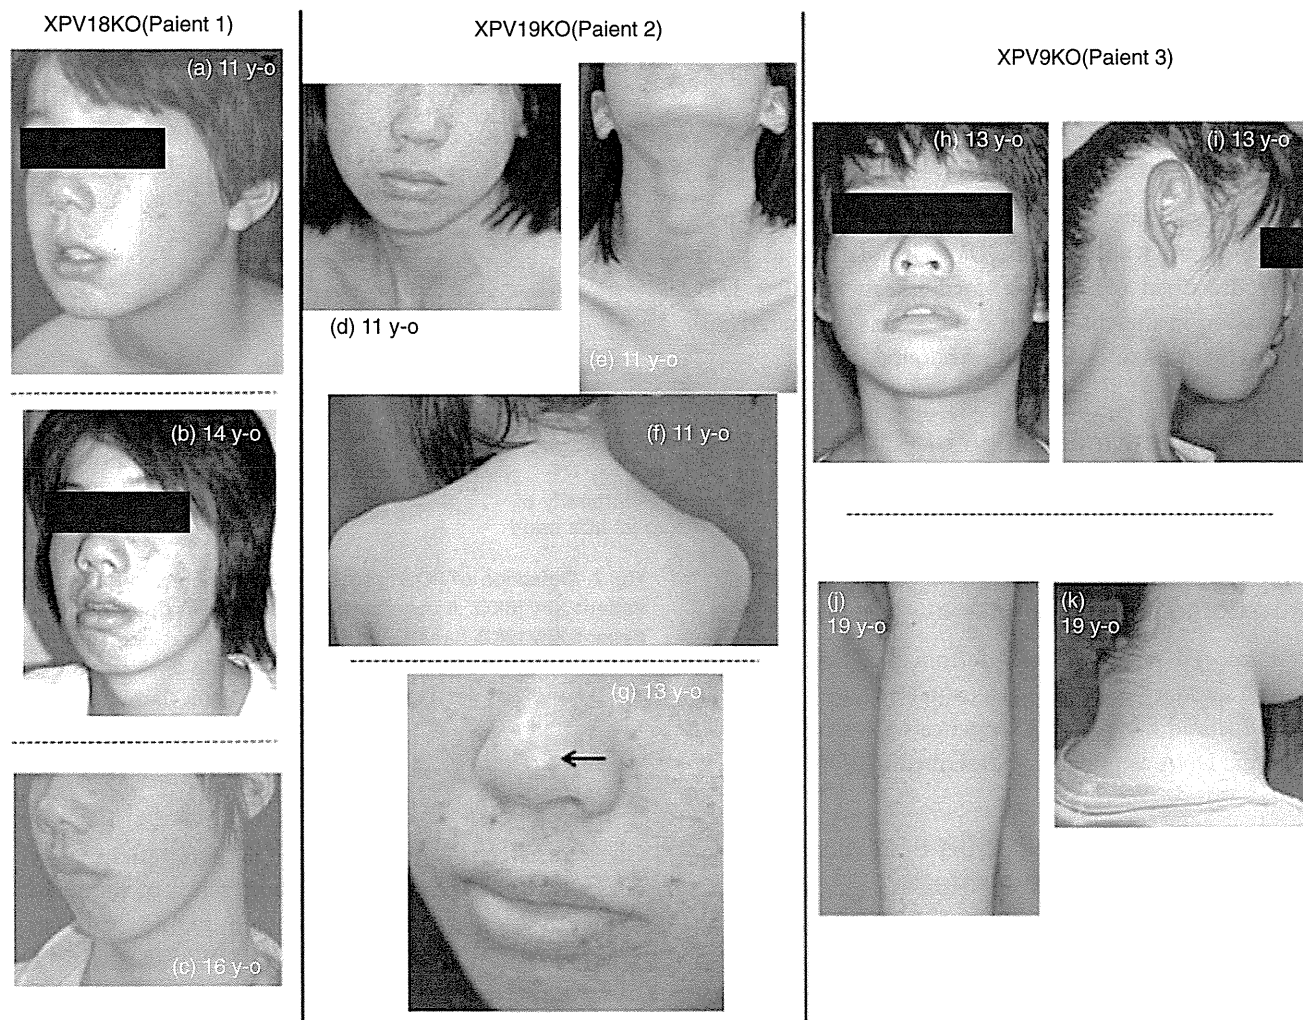 XPV18KO(Paient 1)
(a) 11 y-o
(b) 14 y-o
(c) 16 y-o
XPV19KO(Paient 2)
(d) 11 y-o
(e) 11 y-o
(f) 11 y-o
(g) 13 y-o
XPV9KO(Paient 3)
(h) 13 y-o
(i) 13 y-o
(j)
19 y-o
(k)
19 y-o